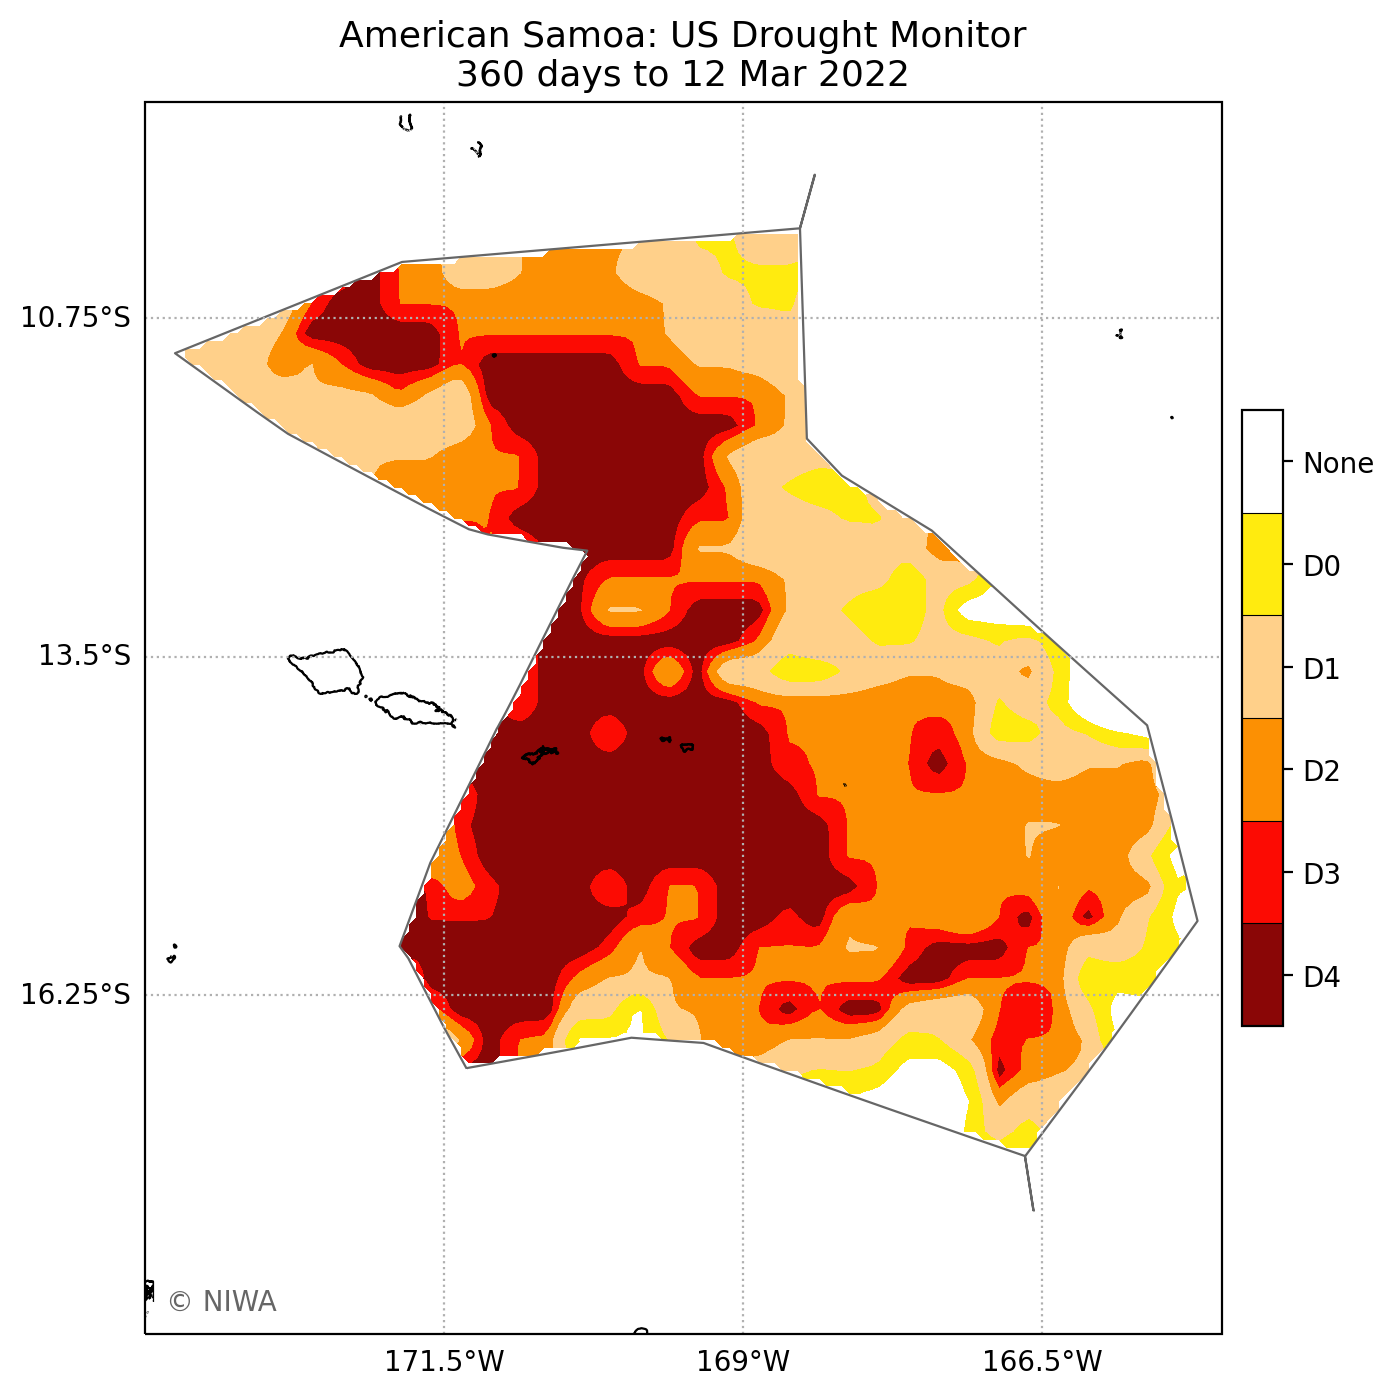 American Samoa: US Drought Monitor
360 days to 12 Mar 2022
10.75°S
13.5°S
16.25°S
171.5°W
169°W
166.5°W
None
D0
D1
D2
D3
D4
© NIWA